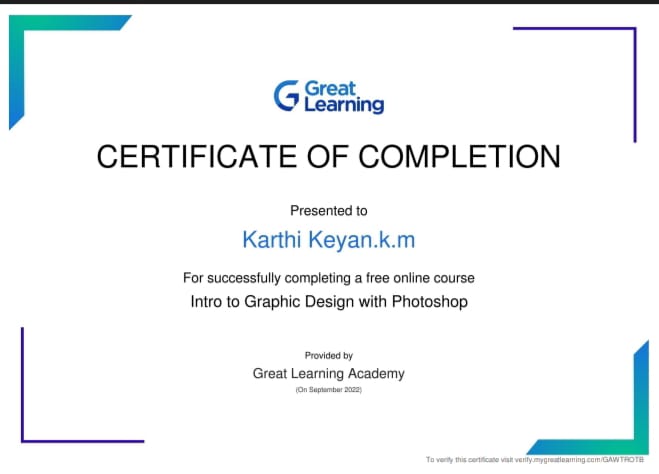 Great
Learning
CERTIFICATE OF COMPLETION
Presented to
Karthi Keyan.k.m
For successfully completing a free online course
Intro to Graphic Design with Photoshop
Provided by
Great Learning Academy
(On September 2022)
To verify this certificate visit verify.mygreatlearning.com/GAWTROTB